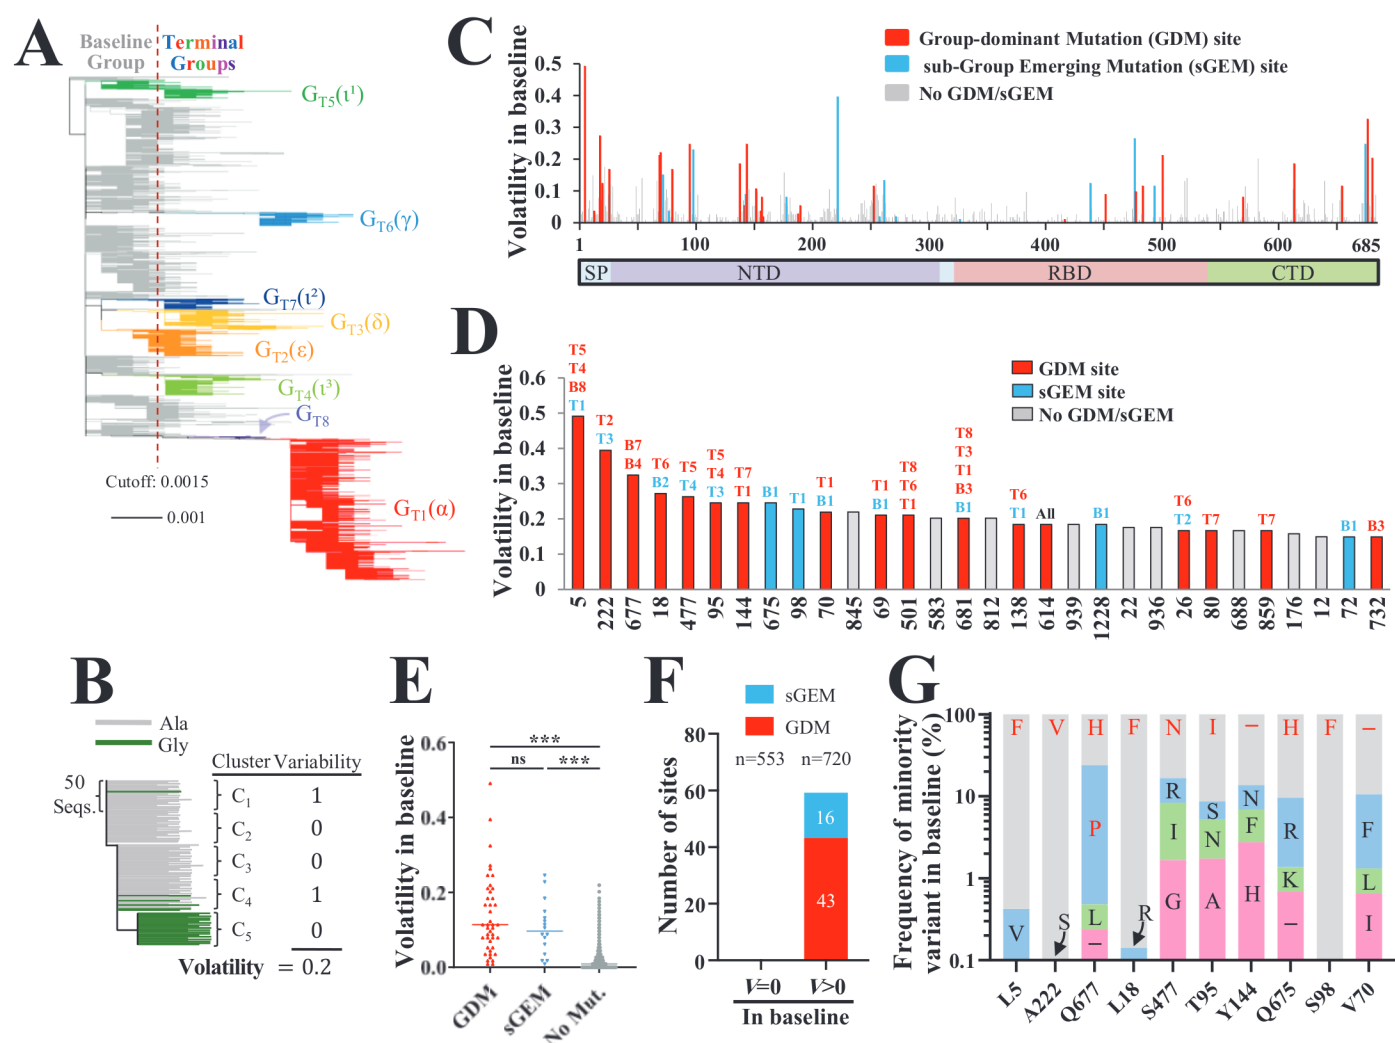 A
Baseline
Group
Terminal
Groups
GT5(ι¹)
GT6(γ)
GT7(ι²)
GT3(δ)
GT2(ε)
GT4(ι³)
GT8
GT1(α)
Cutoff: 0.0015
0.001
B
Ala
Gly
50
Seqs.
Cluster Variability
C1 1
C2 0
C3 0
C4 1
C5 0
Volatility = 0.2
C
Volatility in baseline
Group-dominant Mutation (GDM) site
sub-Group Emerging Mutation (sGEM) site
No GDM/sGEM
0.5
0.4
0.3
0.2
0.1
0
1 100 200 300 400 500 600 685
SP NTD RBD CTD
D
Volatility in baseline
GDM site
sGEM site
No GDM/sGEM
0.6
0.5
0.4
0.3
0.2
0.1
0
T5 T4 B8 T1
T2 T3
B7 B4
T6 B2
T5 T4
T5 T4 T3
T7 T1
B1
T1
T1 B1
T1 B1
T8 T6 T1
T8 T3 T1 B3 B1
T6 T1
All
B1
T6 T2
T7
T7
B1
B3
5 222 677 18 477 95 144 675 98 70 845 69 501 583 681 812 138 614 939 1228 22 936 26 80 688 859 176 12 72 732
E
Volatility in baseline
0.6
0.4
0.2
0.0
***
ns ***
GDM sGEM No Mut.
F
sGEM
GDM
Number of sites
80
60
40
20
0
n=553 n=720
16
43
V=0 V>0
In baseline
G
Frequency of minority
variant in baseline (%)
100
10
1
0.1
F V H F N I – H F –
V
S
P L –
R
R I G
S N A
N F H
R K –
F L I
L5 A222 Q677 L18 S477 T95 Y144 Q675 S98 V70